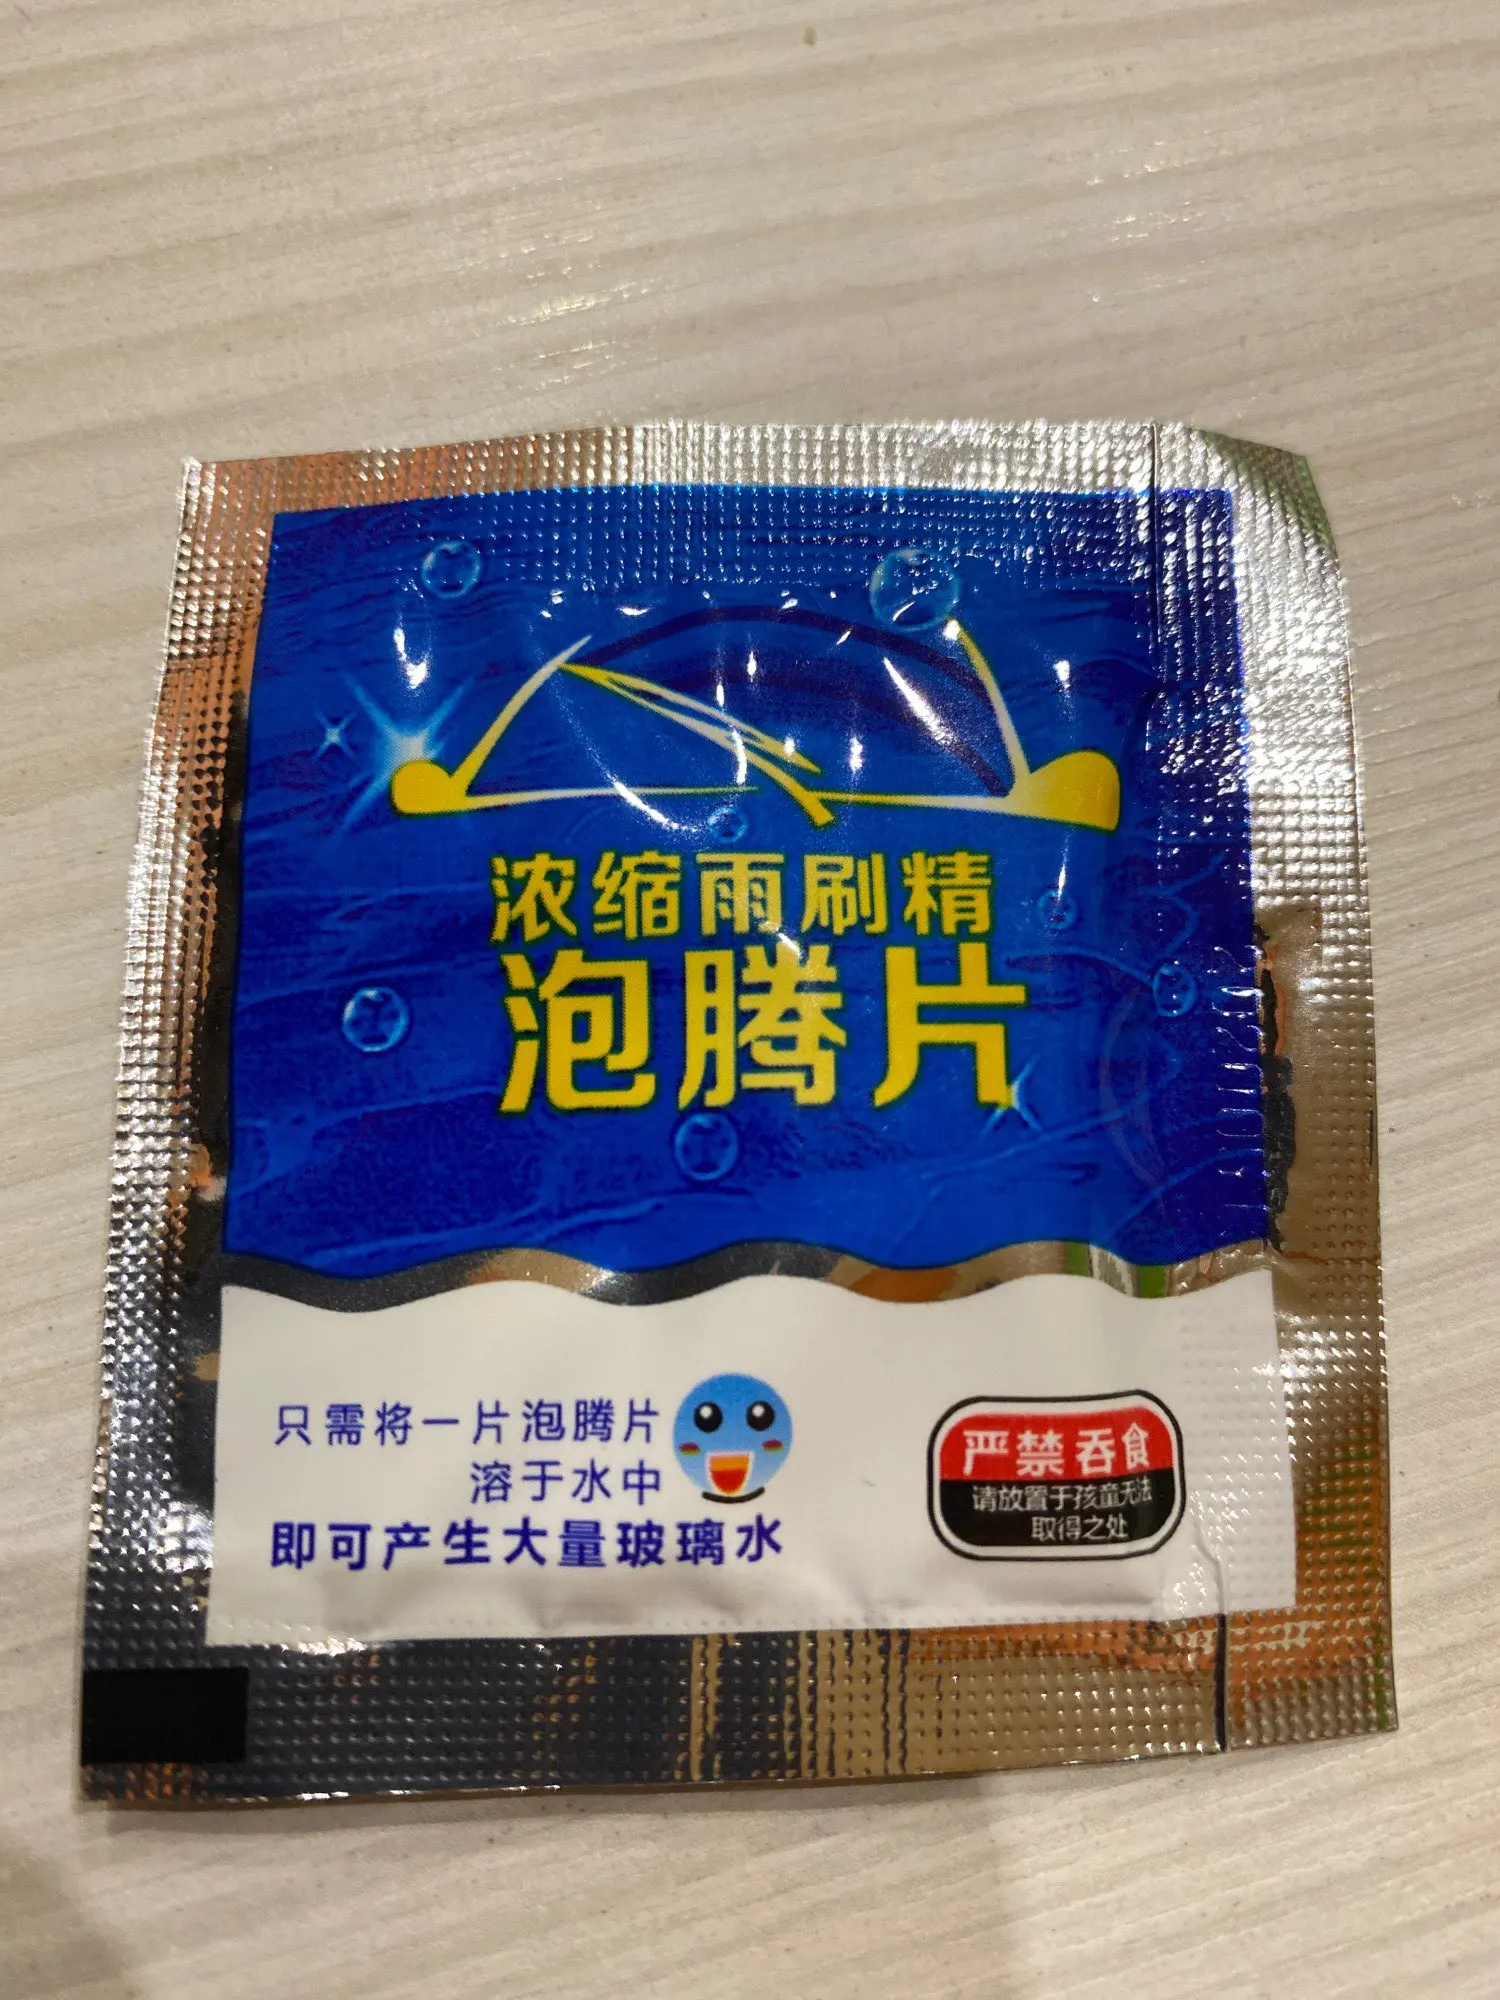 浓缩雨刷精
泡腾片
只需将一片泡腾片
溶于水中
即可产生大量玻璃水
严禁吞食
请放置于孩童无法
取得之处